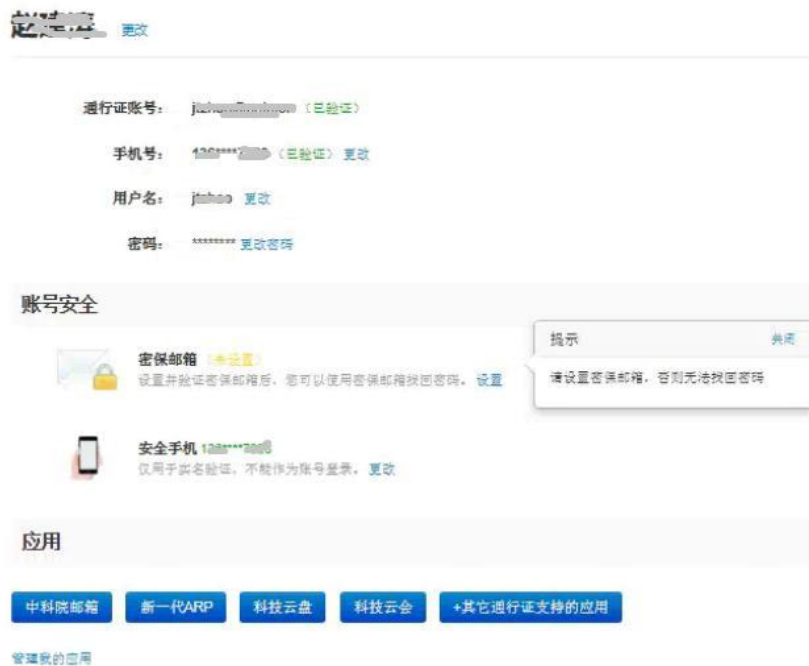 更改
通行证账号： （已验证）
手机号： （已验证） 更改
用户名： 更改
密码： ******** 更改密码
账号安全
密保邮箱（未设置）
设置并验证密保邮箱后，您可以使用密保邮箱找回密码。 设置
提示 关闭
请设置密保邮箱，否则无法找回密码
安全手机
仅用于实名验证，不能作为账号登录。 更改
应用
中科院邮箱 新一代ARP 科技云盘 科技云会 +其它通行证支持的应用
管理我的应用